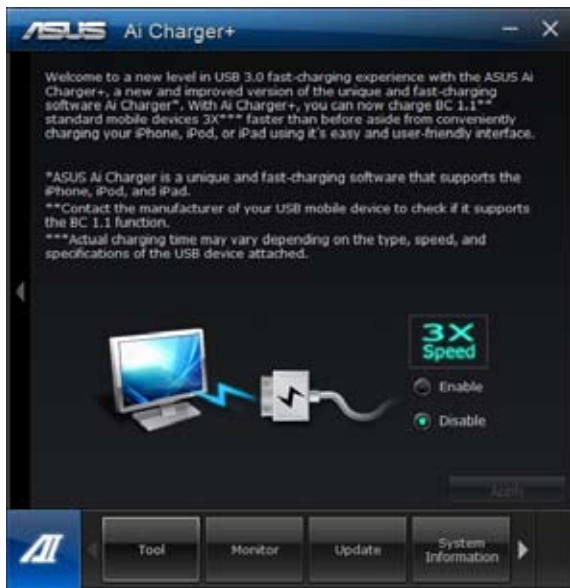 ASUS Ai Charger+
Welcome to a new level in USB 3.0 fast-charging experience with the ASUS Ai
Charger+, a new and improved version of the unique and fast-charging
software Ai Charger*. With Ai Charger+, you can now charge BC 1.1**
standard mobile devices 3X*** faster than before aside from conveniently
charging your iPhone, iPod, or iPad using it's easy and user-friendly interface.
*ASUS Ai Charger is a unique and fast-charging software that supports the
iPhone, iPod, and iPad.
**Contact the manufacturer of your USB mobile device to check if it supports
the BC 1.1 function.
***Actual charging time may vary depending on the type, speed, and
specifications of the USB device attached.
3X
Speed
Enable
Disable
Apply
AI
Tool
Monitor
Update
System
Information